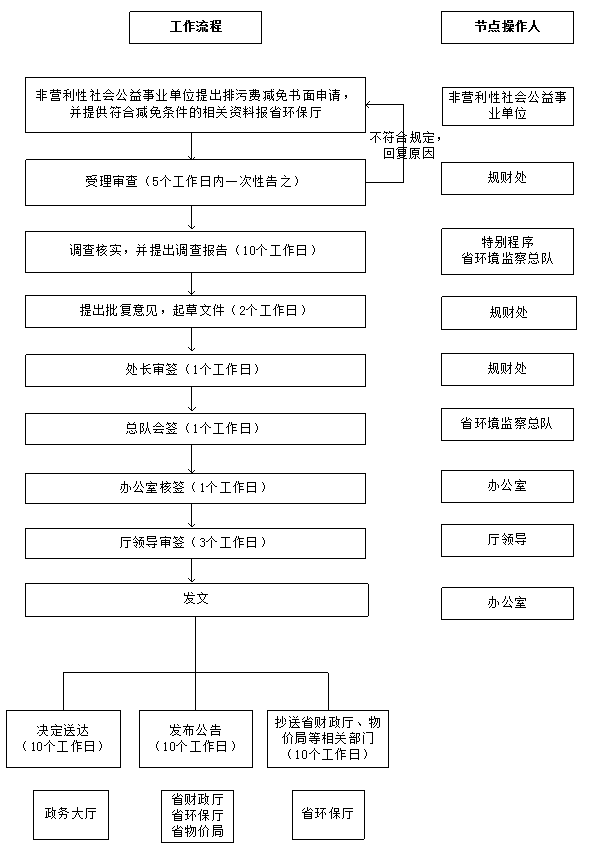 工作流程
节点操作人
非营利性社会公益事业单位提出排污费减免书面申请，
并提供符合减免条件的相关资料报省环保厅
非营利性社会公益事
业单位
不符合规定，
回复原因
受理审查（5个工作日内一次性告之）
规财处
调查核实，并提出调查报告（10个工作日）
特别程序
省环境监察总队
提出批复意见，起草文件（2个工作日）
规财处
处长审签（1个工作日）
规财处
总队会签（1个工作日）
省环境监察总队
办公室核签（1个工作日）
办公室
厅领导审签（3个工作日）
厅领导
发文
办公室
决定送达
（10个工作日）
发布公告
（10个工作日）
抄送省财政厅、物
价局等相关部门
（10个工作日）
政务大厅
省财政厅
省环保厅
省物价局
省环保厅